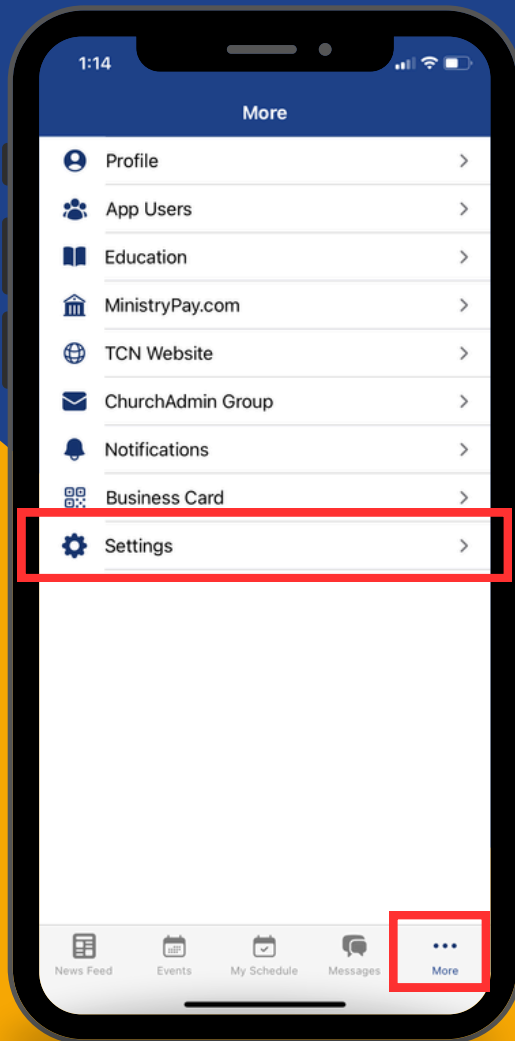 1:14
More
Profile
App Users
Education
MinistryPay.com
TCN Website
ChurchAdmin Group
Notifications
Business Card
Settings
News Feed
Events
My Schedule
Messages
More